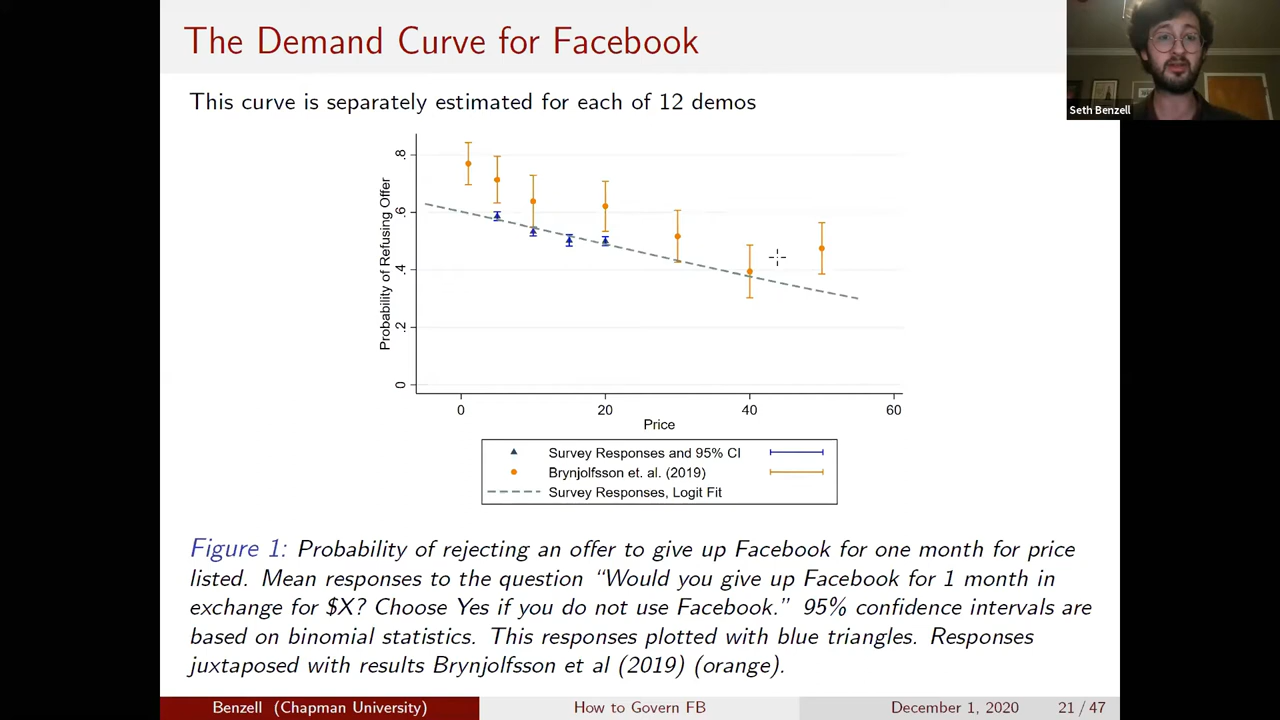 The Demand Curve for Facebook
Seth Benzell
This curve is separately estimated for each of 12 demos
Probability of Refusing Offer
.8
.6
.4
.2
0
0 20 40 60
Price
Survey Responses and 95% CI
Brynjolfsson et. al. (2019)
Survey Responses, Logit Fit
Figure 1: Probability of rejecting an offer to give up Facebook for one month for price
listed. Mean responses to the question “Would you give up Facebook for 1 month in
exchange for $X? Choose Yes if you do not use Facebook.” 95% confidence intervals are
based on binomial statistics. This responses plotted with blue triangles. Responses
juxtaposed with results Brynjolfsson et al (2019) (orange).
Benzell (Chapman University) How to Govern FB December 1, 2020 21 / 47